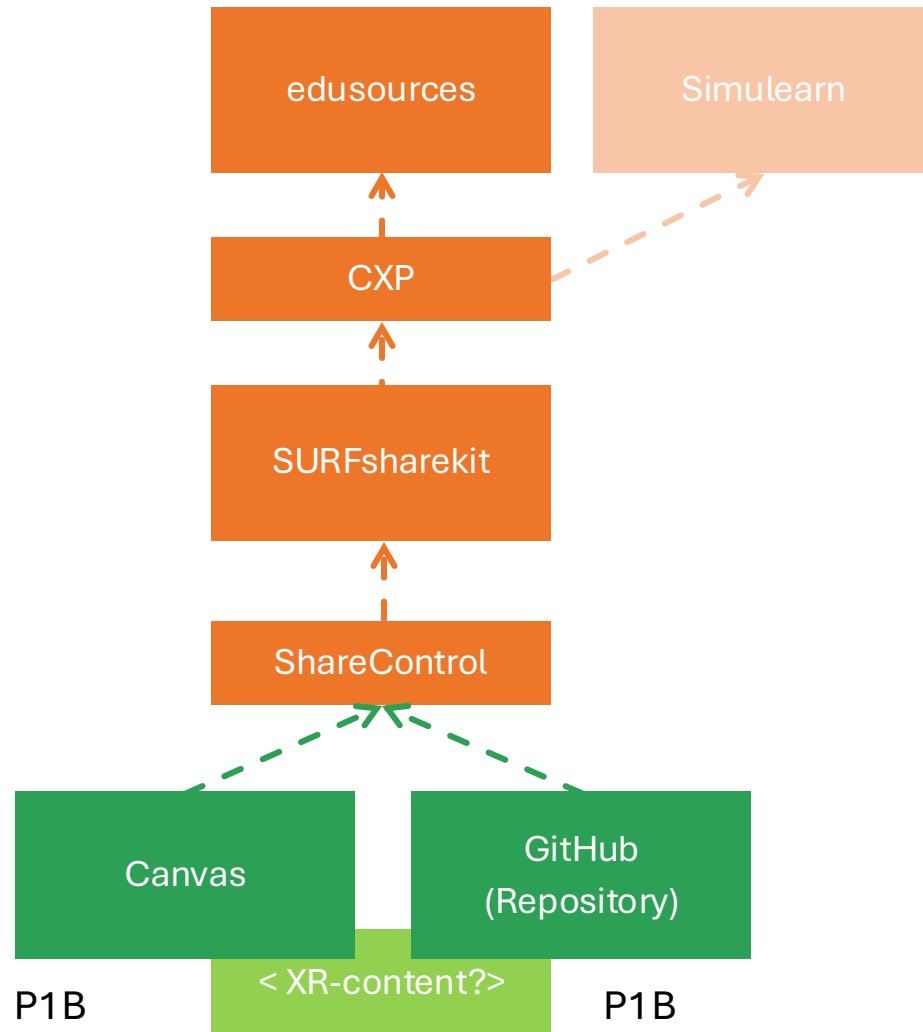 edusources
Simulearn
CXP
SURFsharekit
ShareControl
Canvas
GitHub
(Repository)
< XR-content?>
P1B
P1B